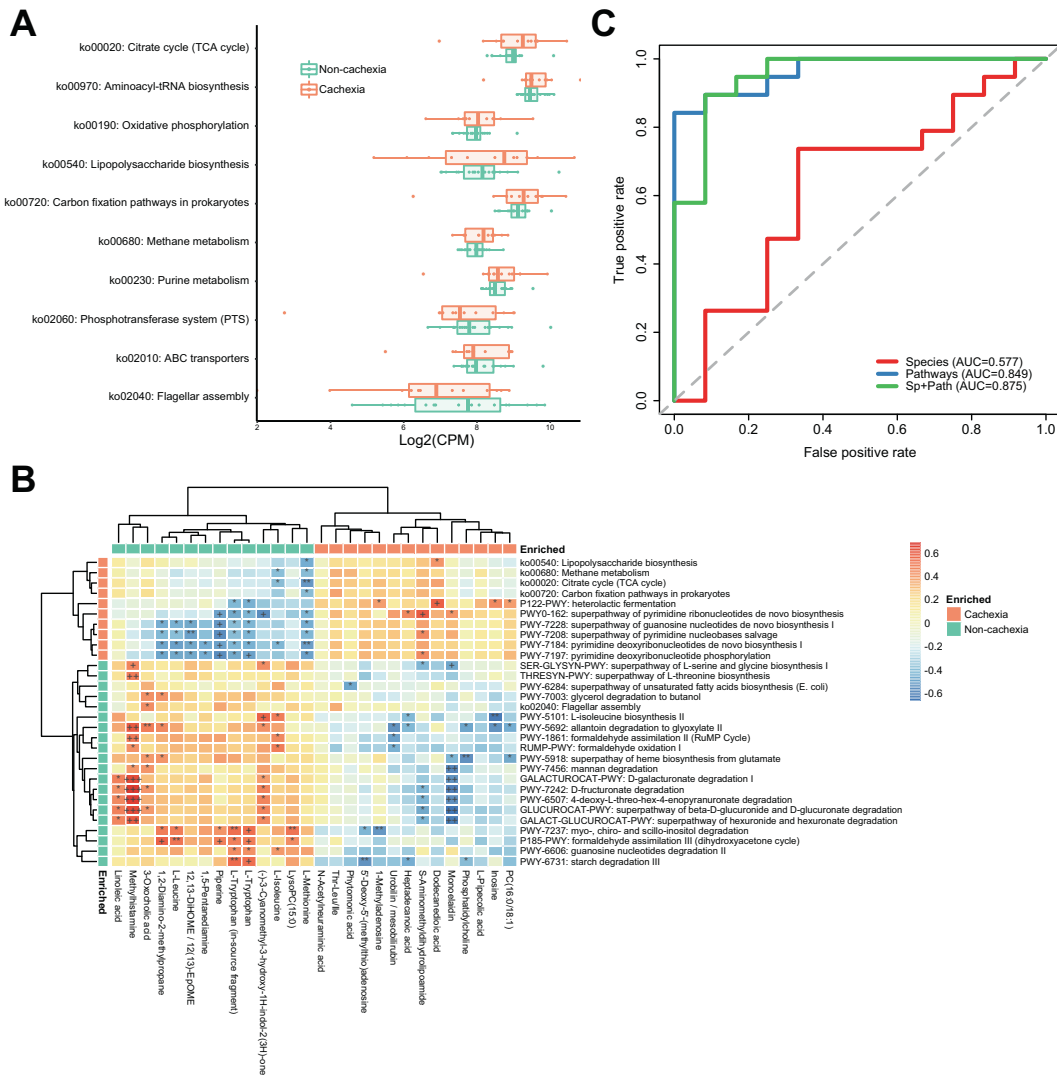 A
ko00020: Citrate cycle (TCA cycle)
ko00970: Aminoacyl-tRNA biosynthesis
ko00190: Oxidative phosphorylation
ko00540: Lipopolysaccharide biosynthesis
ko00720: Carbon fixation pathways in prokaryotes
ko00680: Methane metabolism
ko00230: Purine metabolism
ko02060: Phosphotransferase system (PTS)
ko02010: ABC transporters
ko02040: Flagellar assembly
Non-cachexia
Cachexia
2 4 6 8 10
Log2(CPM)
C
True positive rate
0.0 0.2 0.4 0.6 0.8 1.0
Species (AUC=0.577)
Pathways (AUC=0.849)
Sp+Path (AUC=0.875)
0.0 0.2 0.4 0.6 0.8 1.0
False positive rate
B
Enriched
ko00540: Lipopolysaccharide biosynthesis
ko00680: Methane metabolism
ko00020: Citrate cycle (TCA cycle)
ko00720: Carbon fixation pathways in prokaryotes
P122-PWY: heterolactic fermentation
PWY0-162: superpathway of pyrimidine ribonucleotides de novo biosynthesis
PWY-7228: superpathway of guanosine nucleotides de novo biosynthesis I
PWY-7208: superpathway of pyrimidine nucleobases salvage
PWY-7184: pyrimidine deoxyribonucleotides de novo biosynthesis I
PWY-7197: pyrimidine deoxyribonucleotide phosphorylation
SER-GLYSYN-PWY: superpathway of L-serine and glycine biosynthesis I
THRESYN-PWY: superpathway of L-threonine biosynthesis
PWY-6284: superpathway of unsaturated fatty acids biosynthesis (E. coli)
PWY-7003: glycerol degradation to butanol
ko02040: Flagellar assembly
PWY-5101: L-isoleucine biosynthesis II
PWY-5692: allantoin degradation to glyoxylate II
PWY-1861: formaldehyde assimilation II (RuMP Cycle)
RUMP-PWY: formaldehyde oxidation I
PWY-5918: superpathay of heme biosynthesis from glutamate
PWY-7456: mannan degradation
GALACTUROCAT-PWY: D-galacturonate degradation I
PWY-7242: D-fructuronate degradation
PWY-6507: 4-deoxy-L-threo-hex-4-enopyranuronate degradation
GLUCUROCAT-PWY: superpathway of beta-D-glucuronide and D-glucuronate degradation
GALACT-GLUCUROCAT-PWY: superpathway of hexuronide and hexuronate degradation
PWY-7237: myo-, chiro- and scillo-inositol degradation
P185-PWY: formaldehyde assimilation III (dihydroxyacetone cycle)
PWY-6606: guanosine nucleotides degradation II
PWY-6731: starch degradation III
0.6
0.4
0.2
0
-0.2
-0.4
-0.6
Enriched
Cachexia
Non-cachexia
Enriched
Linoleic acid
Methylhistamine
3-Oxocholic acid
1,2-Diamino-2-methylpropane
L-Leucine
12,13-DiHOME / 12(13)-EpOME
1,5-Pentanediamine
Piperine
L-Tryptophan (in-source fragment)
L-Tryptophan
(-)-3-Cyanomethyl-3-hydroxy-1H-indol-2(3H)-one
L-Isoleucine
LysoPC(15:0)
L-Methionine
N-Acetylneuraminic acid
Thr-Leu/Ile
Phytomonic acid
5'-Deoxy-5'-(methylthio)adenosine
1-Methyladenosine
Urobilin / mesobilirubin
Heptadecanoic acid
S-Aminomethyldihydrolipoamide
Dodecanedioic acid
Monoelaidin
Phosphatidylcholine
L-Pipecolic acid
Inosine
PC(16:0/18:1)